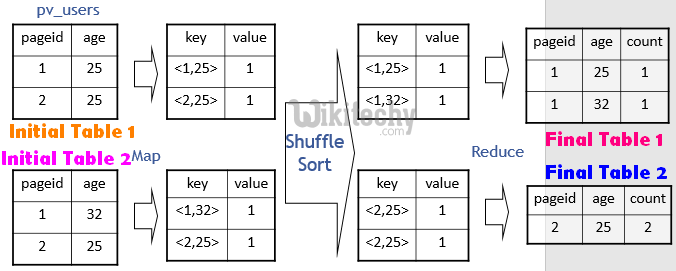 pv_users
pageid age
1 25
2 25
key value
<1,25> 1
<2,25> 1
key value
<1,25> 1
<1,32> 1
pageid age count
1 25 1
1 32 1
Initial Table 1
Final Table 1
Wikitechy
.com
Shuffle
Sort
Initial Table 2
Map
Reduce
Final Table 2
pageid age
1 32
2 25
key value
<1,32> 1
<2,25> 1
key value
<2,25> 1
<2,25> 1
pageid age count
2 25 2